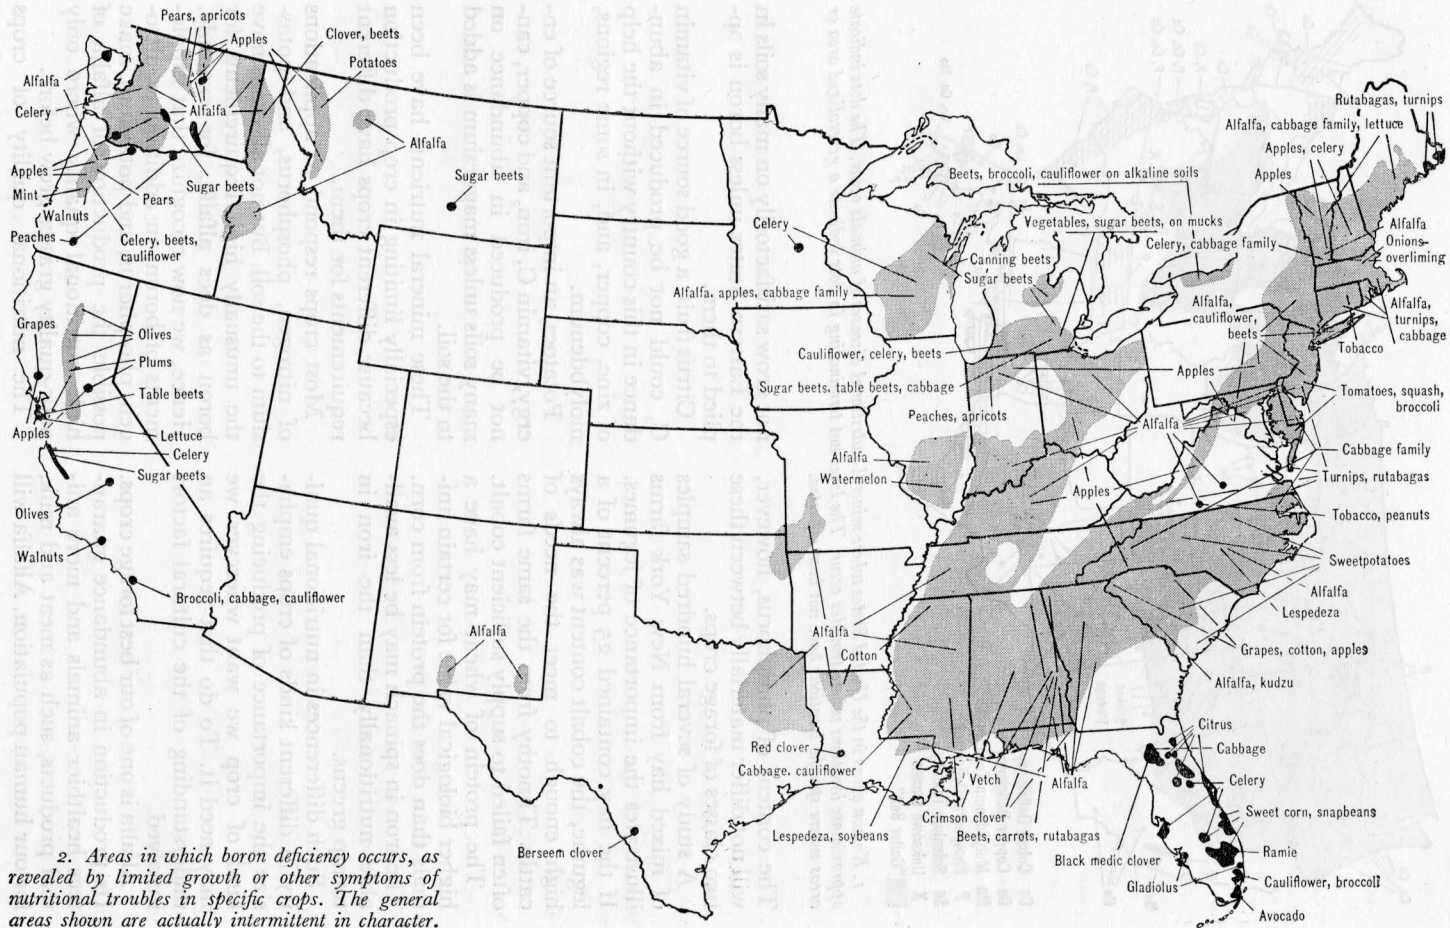 Pears, apricots
Apples
Clover, beets
Potatoes
Alfalfa
Celery
Alfalfa
Alfalfa
Apples
Mint
Walnuts
Sugar beets
Pears
Peaches
Celery, beets,
cauliflower
Sugar beets
Grapes
Olives
Plums
Table beets
Apples
Lettuce
Celery
Sugar beets
Olives
Walnuts
Broccoli, cabbage, cauliflower
Alfalfa
Berseem clover
Celery
Beets, broccoli, cauliflower on alkaline soils
Vegetables, sugar beets, on mucks
Canning beets
Sugar beets
Alfalfa, apples, cabbage family
Cauliflower, celery, beets
Sugar beets, table beets, cabbage
Peaches, apricots
Alfalfa
Watermelon
Rutabagas, turnips
Alfalfa, cabbage family, lettuce
Apples, celery
Apples
Celery, cabbage family
Alfalfa
Onions-
overliming
Alfalfa,
cauliflower,
beets
Alfalfa,
turnips,
cabbage
Tobacco
Apples
Tomatoes, squash,
broccoli
Alfalfa
Cabbage family
Apples
Turnips, rutabagas
Tobacco, peanuts
Sweetpotatoes
Alfalfa
Lespedeza
Grapes, cotton, apples
Alfalfa, kudzu
Alfalfa
Cotton
Red clover
Cabbage, cauliflower
Lespedeza, soybeans
Vetch
Crimson clover
Alfalfa
Beets, carrots, rutabagas
Citrus
Cabbage
Celery
Sweet corn, snapbeans
Ramie
Black medic clover
Gladiolus
Cauliflower, broccoli
Avocado
2. Areas in which boron deficiency occurs, as
revealed by limited growth or other symptoms of
nutritional troubles in specific crops. The general
areas shown are actually intermittent in character.